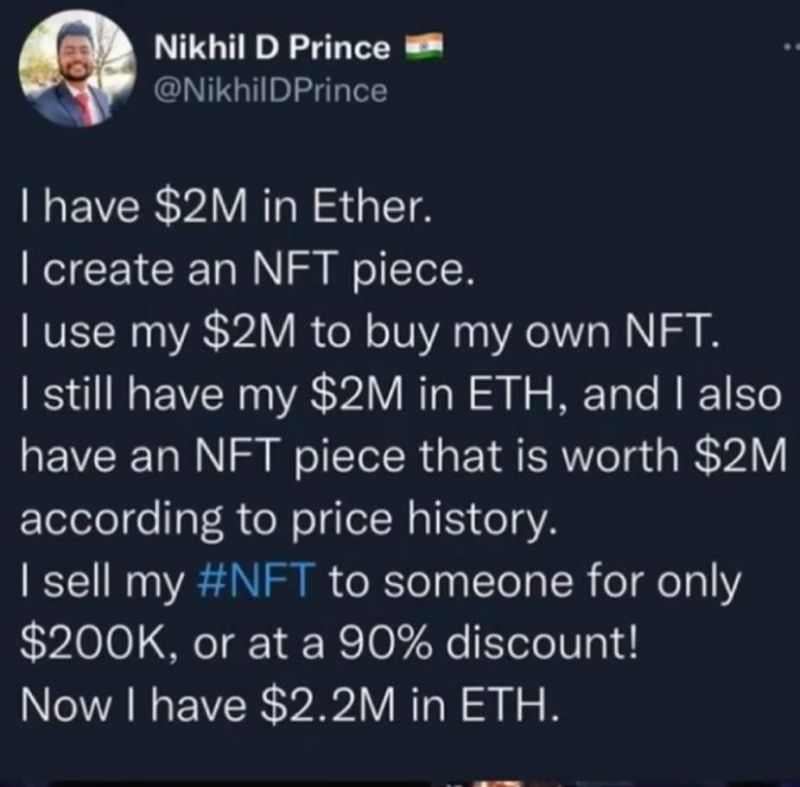 Nikhil D Prince 🇮🇳
@NikhilDPrince
I have $2M in Ether.
I create an NFT piece.
I use my $2M to buy my own NFT.
I still have my $2M in ETH, and I also
have an NFT piece that is worth $2M
according to price history.
I sell my #NFT to someone for only
$200K, or at a 90% discount!
Now I have $2.2M in ETH.